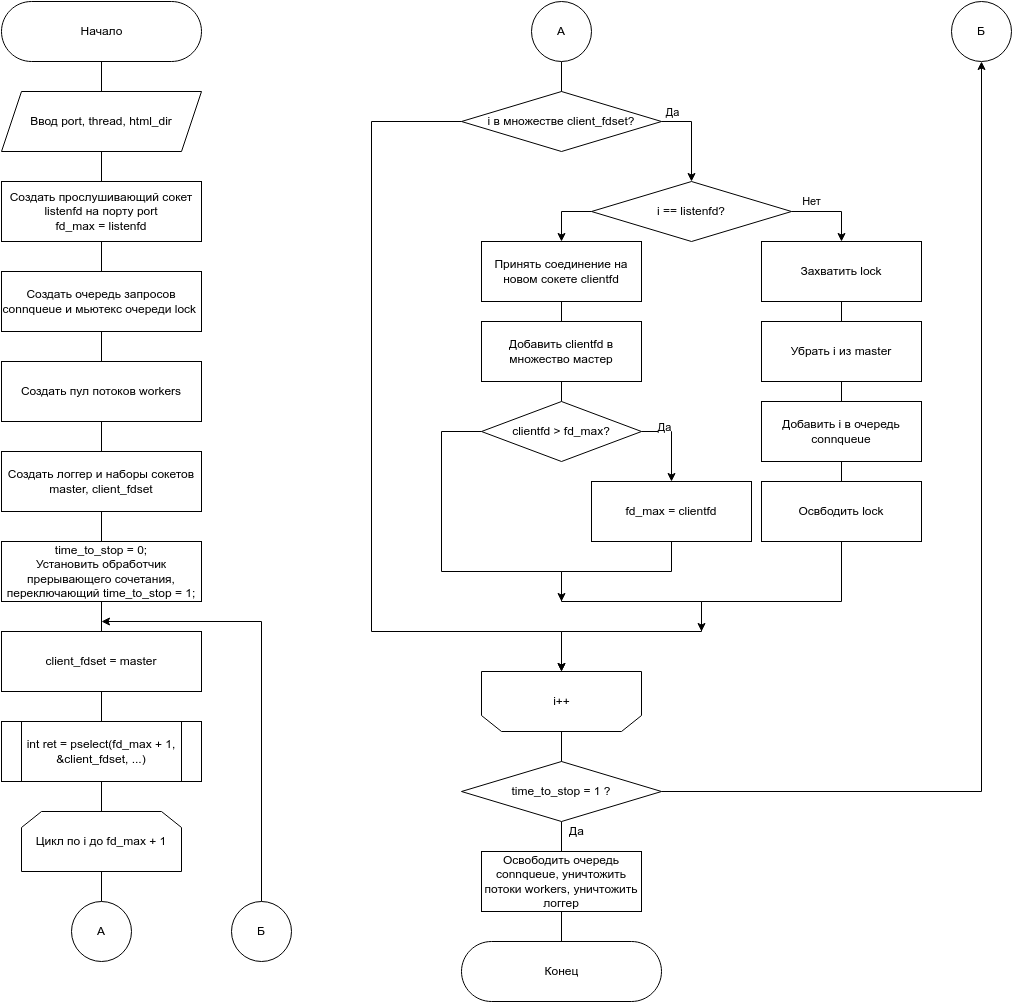 Начало
Ввод port, thread, html_dir
Создать прослушивающий сокет
listenfd на порту port
fd_max = listenfd
Создать очередь запросов
connqueue и мьютекс очереди lock
Создать пул потоков workers
Создать логгер и наборы сокетов
master, client_fdset
time_to_stop = 0;
Установить обработчик
прерывающего сочетания,
переключающий time_to_stop = 1;
client_fdset = master
int ret = pselect(fd_max + 1,
&client_fdset, ...)
Цикл по i до fd_max + 1
А
Б
А
i в множестве client_fdset?
Да
i == listenfd?
Нет
Принять соединение на
новом сокете clientfd
Добавить clientfd в
множество мастер
clientfd > fd_max?
Да
fd_max = clientfd
Захватить lock
Убрать i из master
Добавить i в очередь
connqueue
Освбодить lock
i++
time_to_stop = 1 ?
Да
Освободить очередь
connqueue, уничтожить
потоки workers, уничтожить
логгер
Конец
Б